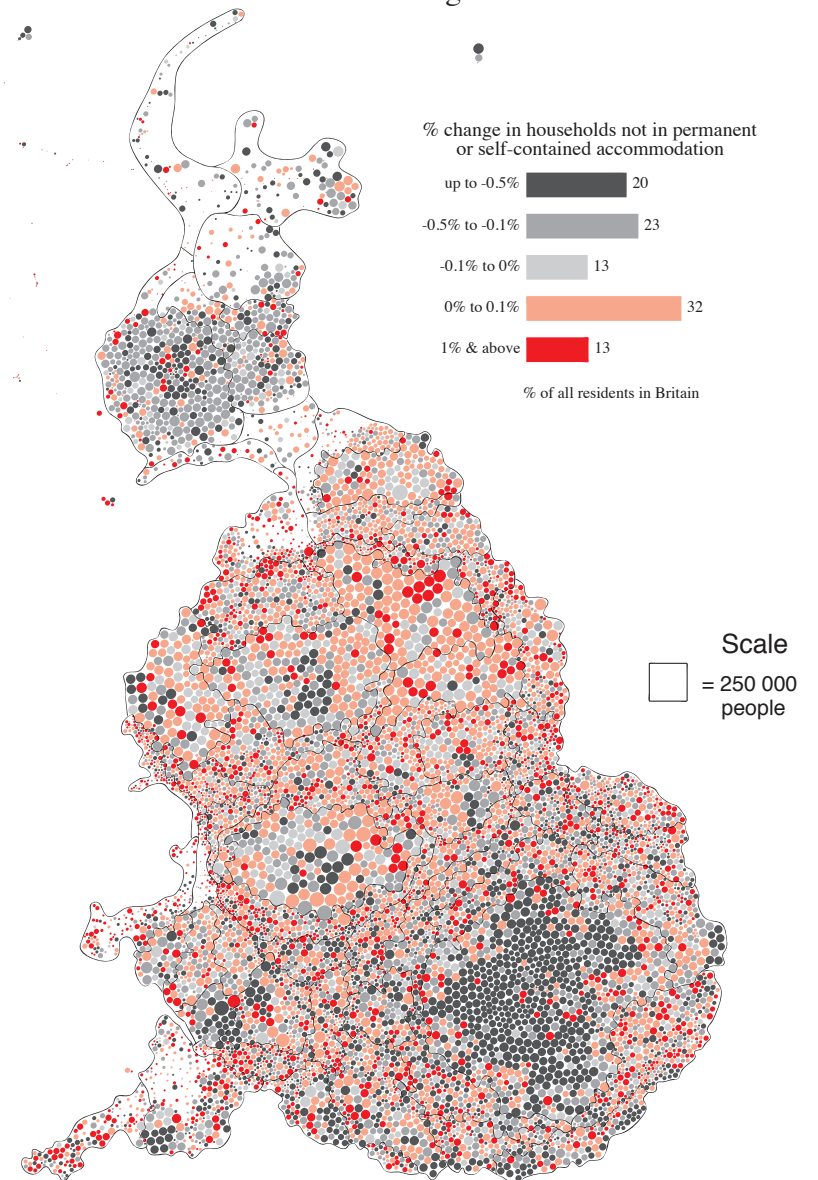 % change in households not in permanent
or self-contained accommodation
up to -0.5% 20
-0.5% to -0.1% 23
-0.1% to 0% 13
0% to 0.1% 32
1% & above 13
% of all residents in Britain
Scale
= 250 000
people